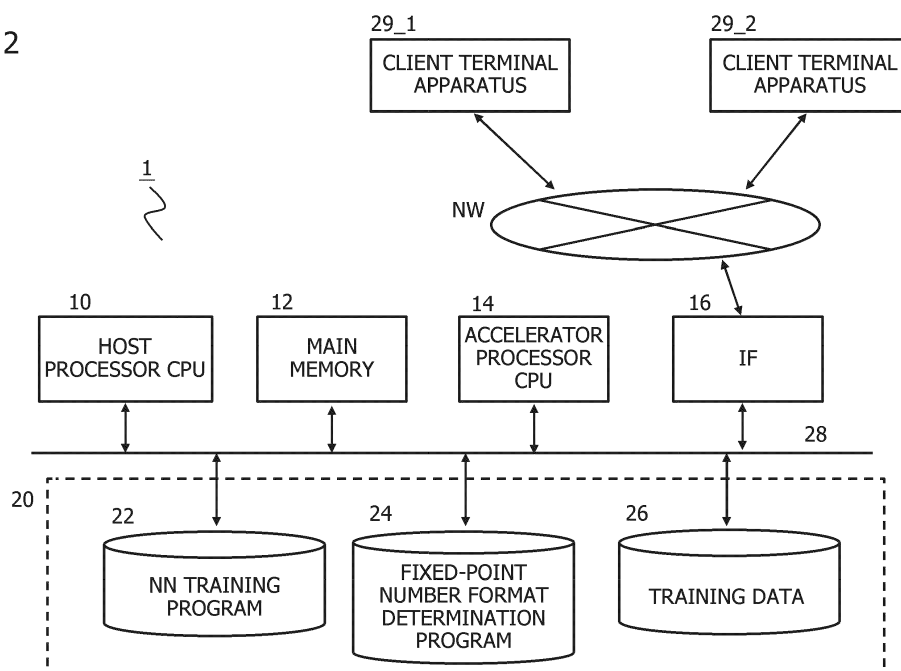 2
29_1
29_2
CLIENT TERMINAL
APPARATUS
CLIENT TERMINAL
APPARATUS
1
NW
10
12
14
16
HOST
PROCESSOR CPU
MAIN
MEMORY
ACCELERATOR
PROCESSOR
CPU
IF
28
20
22
24
26
NN TRAINING
PROGRAM
FIXED-POINT
NUMBER FORMAT
DETERMINATION
PROGRAM
TRAINING DATA